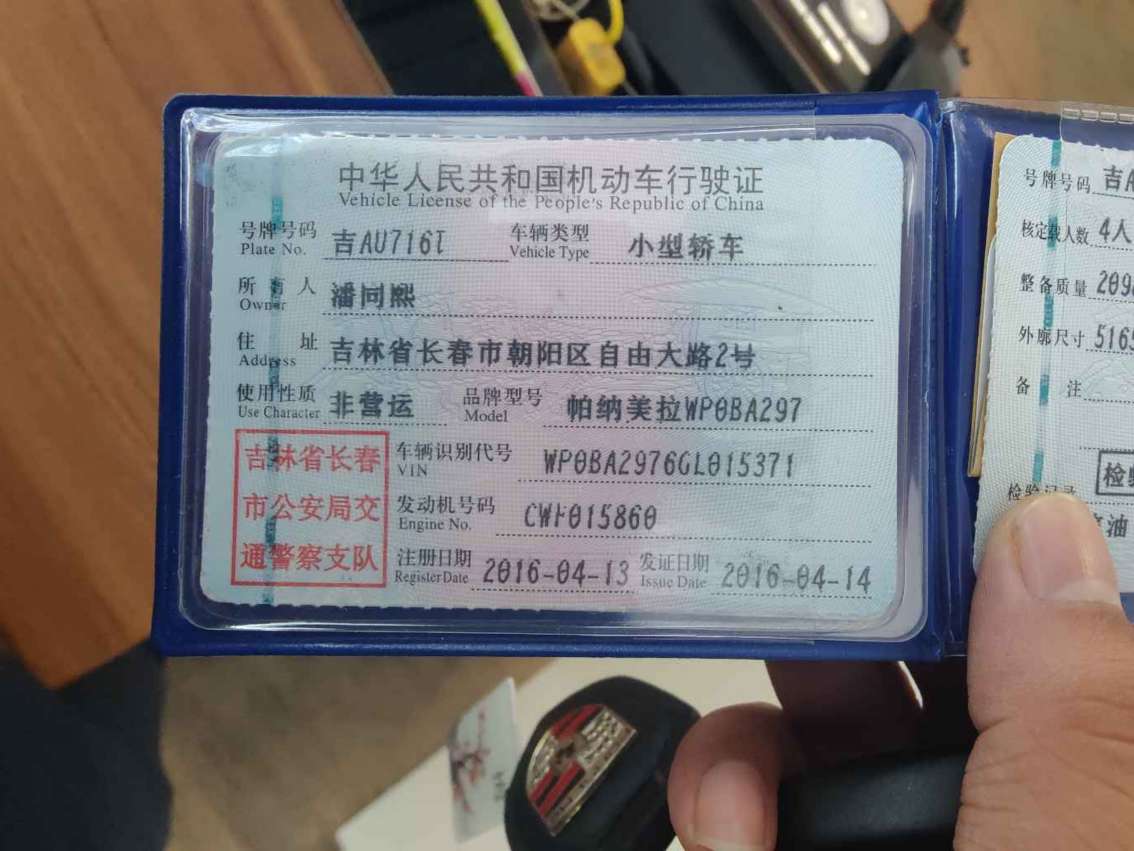 中华人民共和国机动车行驶证
Vehicle License of the People's Republic of China
号牌号码 吉AU716T 车辆类型 小型轿车
Plate No. Vehicle Type
所有人 潘同熙
Owner
住址 吉林省长春市朝阳区自由大路2号
Address
使用性质 非营运 品牌型号 帕纳美拉WP0BA297
Use Character Model
吉林省长春
市公安局交
通警察支队
车辆识别代号 WP0BA2976GL015371
VIN
发动机号码 CWF015860
Engine No.
注册日期 2016-04-13 发证日期 2016-04-14
Register Date Issue Date
号牌号码 吉A
核定载人数 4人
整备质量 209
外廓尺寸 516
备注
检验记录
检验
油